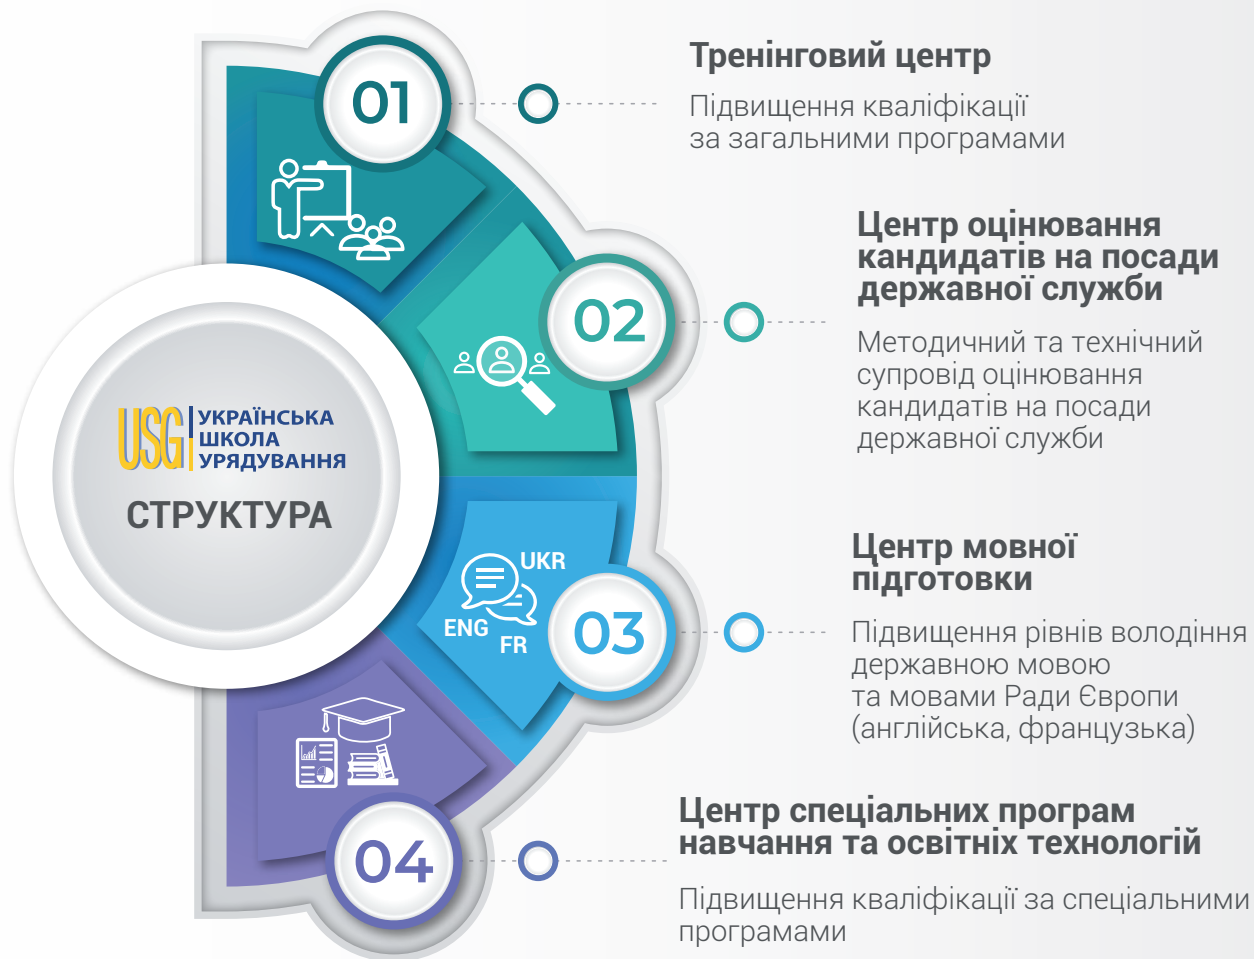 USG
УКРАЇНСЬКА
ШКОЛА
УРЯДУВАННЯ
СТРУКТУРА
01
Тренінговий центр
Підвищення кваліфікації
за загальними програмами
02
Центр оцінювання
кандидатів на посади
державної служби
Методичний та технічний
супровід оцінювання
кандидатів на посади
державної служби
UKR
ENG
FR
03
Центр мовної
підготовки
Підвищення рівнів володіння
державною мовою
та мовами Ради Європи
(англійська, французька)
04
Центр спеціальних програм
навчання та освітніх технологій
Підвищення кваліфікації за спеціальними
програмами